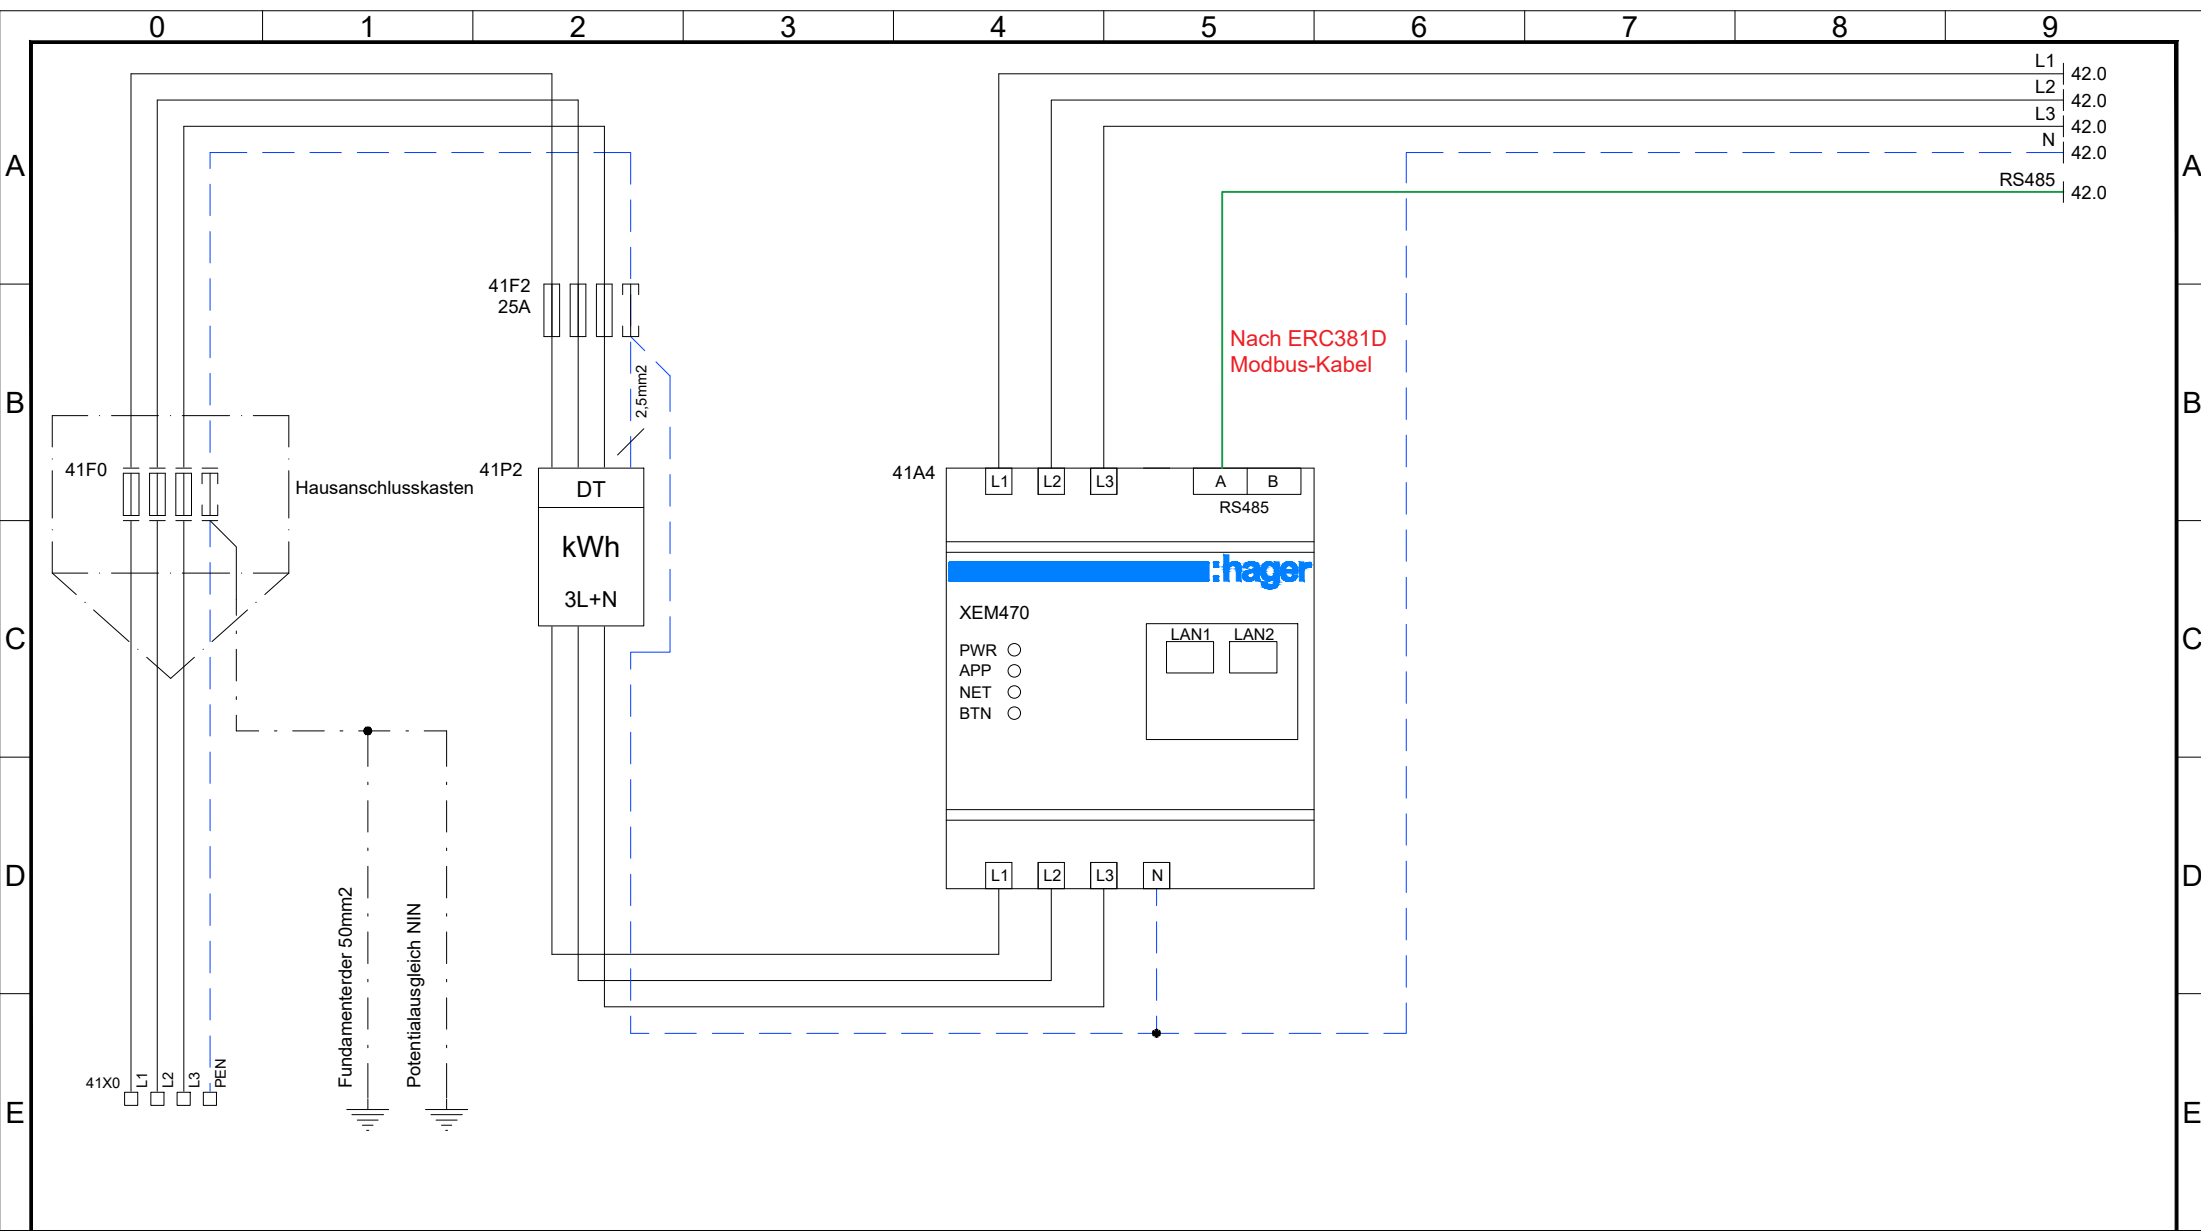 0 1 2 3 4 5 6 7 8 9
L1 42.0
L2 42.0
L3 42.0
N 42.0
RS485 42.0
A A
41F2
25A
Nach ERC381D
Modbus-Kabel
2,5mm2
B B
41F0
Hausanschlusskasten
41P2
DT
kWh
3L+N
41A4
L1 L2 L3 A B
RS485
:hager
XEM470
PWR
APP
NET
BTN
LAN1 LAN2
C C
L1 L2 L3 N
D D
Fundamenterder 50mm2
Potentialausgleich NIN
41X0 L1 L2 L3 PEN
E E